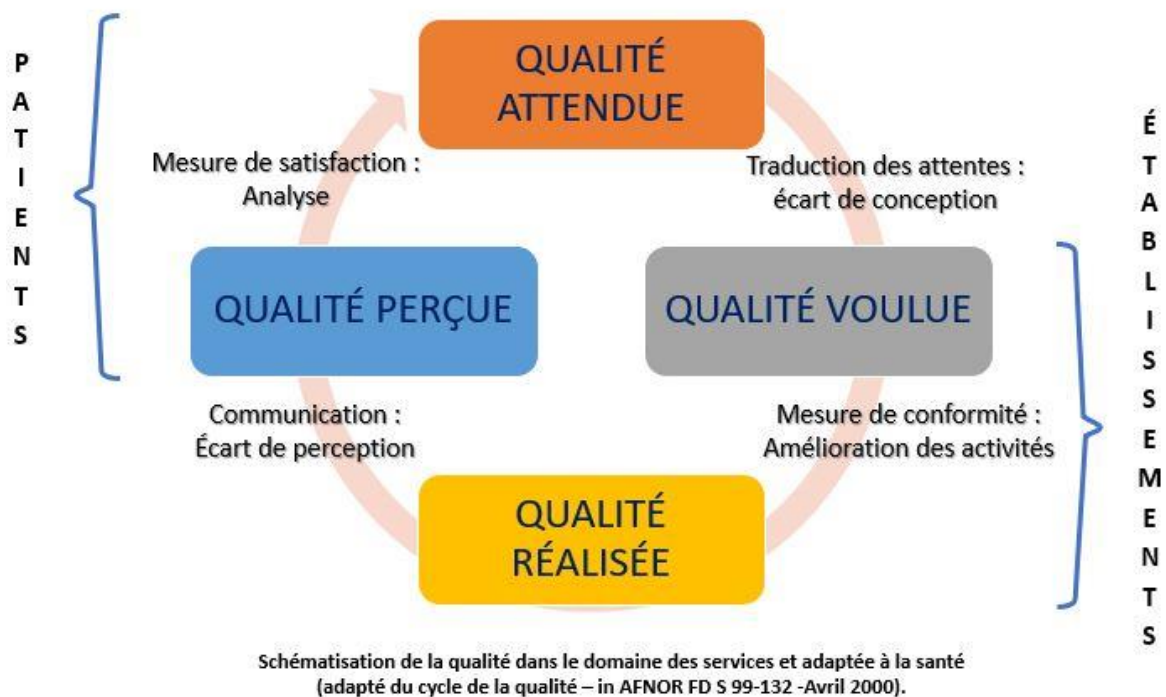 PATIENTS
QUALITÉ
ATTENDUE
Mesure de satisfaction :
Analyse
Traduction des attentes :
écart de conception
QUALITÉ PERÇUE
QUALITÉ VOULUE
Communication :
Écart de perception
Mesure de conformité :
Amélioration des activités
QUALITÉ
RÉALISÉE
ÉTABLISSEMENTS
Schématisation de la qualité dans le domaine des services et adaptée à la santé
(adapté du cycle de la qualité – in AFNOR FD S 99-132 -Avril 2000).